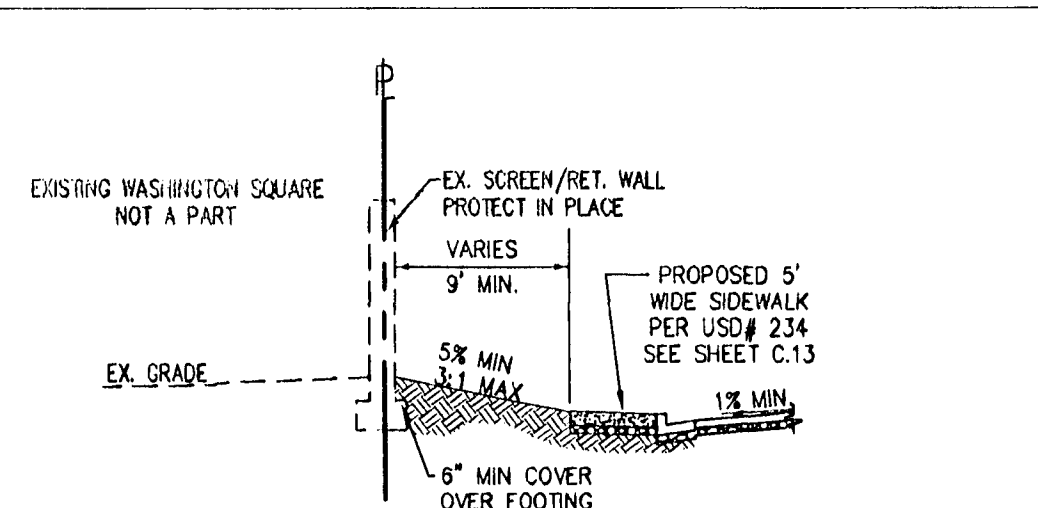 P
EXISTING WASHINGTON SQUARE
NOT A PART
EX. SCREEN/RET. WALL
PROTECT IN PLACE
VARIES
9' MIN.
PROPOSED 5'
WIDE SIDEWALK
PER USD# 234
SEE SHEET C.13
5% MIN
3:1 MAX
EX. GRADE
1% MIN
6" MIN COVER
OVER FOOTING